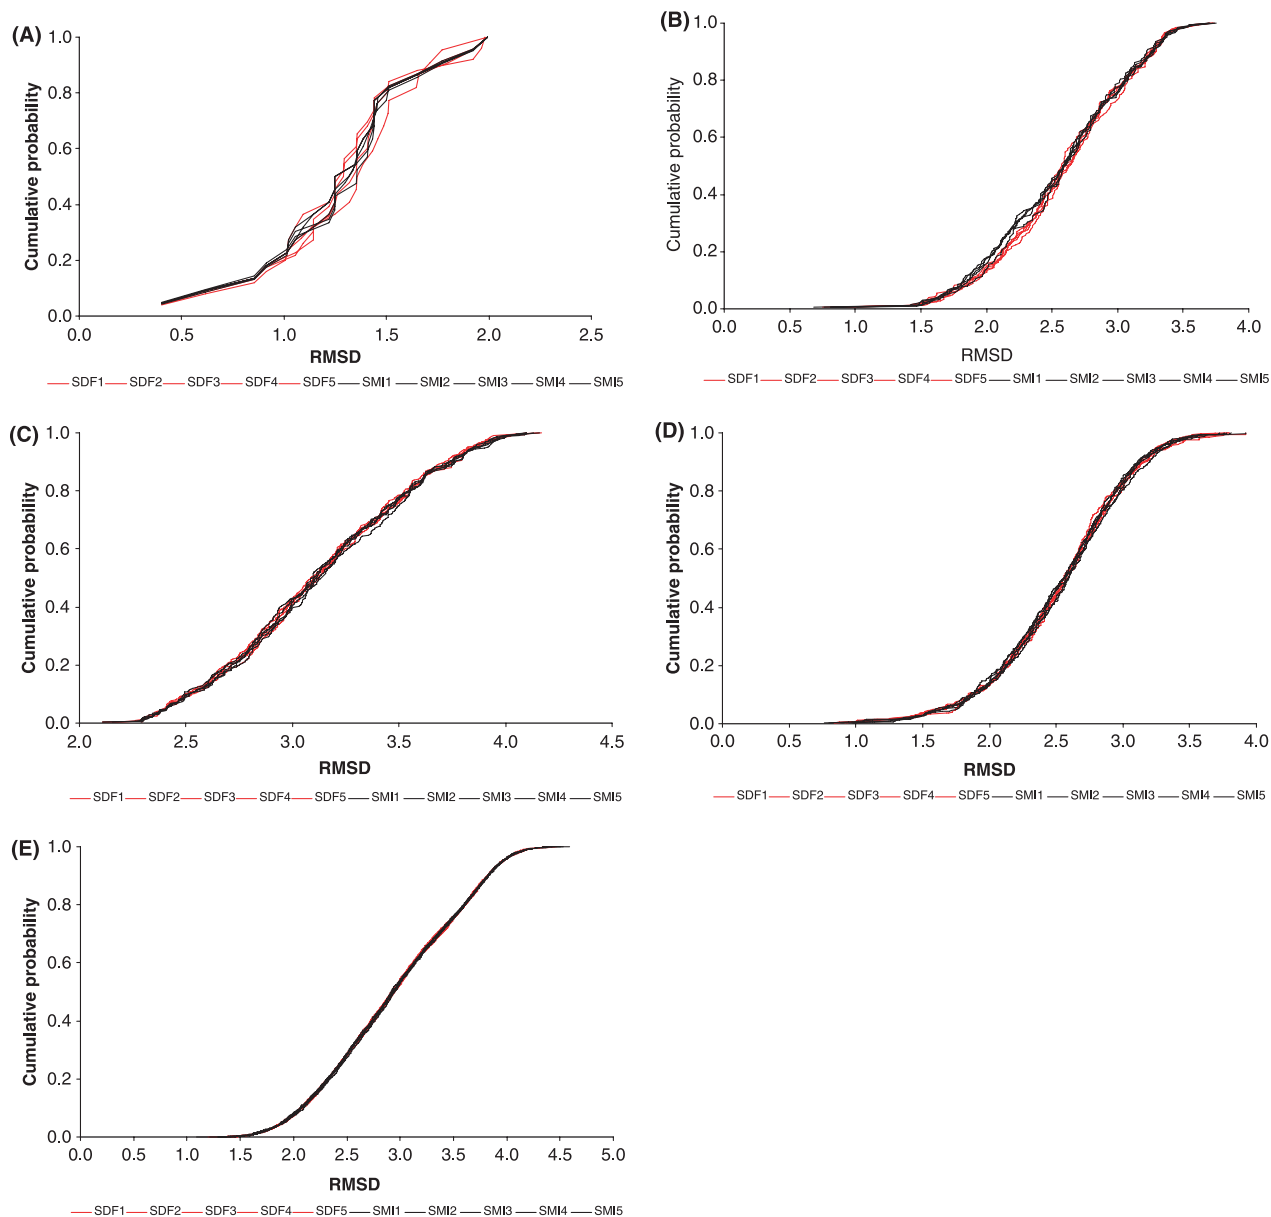 (A)
Cumulative probability
1.0
0.8
0.6
0.4
0.2
0.0
0.0 0.5 1.0 1.5 2.0 2.5
RMSD
SDF1 SDF2 SDF3 SDF4 SDF5 SMI1 SMI2 SMI3 SMI4 SMI5
(B)
Cumulative probability
1.0
0.8
0.6
0.4
0.2
0.0
0.0 0.5 1.0 1.5 2.0 2.5 3.0 3.5 4.0
RMSD
SDF1 SDF2 SDF3 SDF4 SDF5 SMI1 SMI2 SMI3 SMI4 SMI5
(C)
Cumulative probability
1.0
0.8
0.6
0.4
0.2
0.0
2.0 2.5 3.0 3.5 4.0 4.5
RMSD
SDF1 SDF2 SDF3 SDF4 SDF5 SMI1 SMI2 SMI3 SMI4 SMI5
(D)
Cumulative probability
1.0
0.8
0.6
0.4
0.2
0.0
0.0 0.5 1.0 1.5 2.0 2.5 3.0 3.5 4.0
RMSD
SDF1 SDF2 SDF3 SDF4 SDF5 SMI1 SMI2 SMI3 SMI4 SMI5
(E)
Cumulative probability
1.0
0.8
0.6
0.4
0.2
0.0
0.0 0.5 1.0 1.5 2.0 2.5 3.0 3.5 4.0 4.5 5.0
RMSD
SDF1 SDF2 SDF3 SDF4 SDF5 SMI1 SMI2 SMI3 SMI4 SMI5